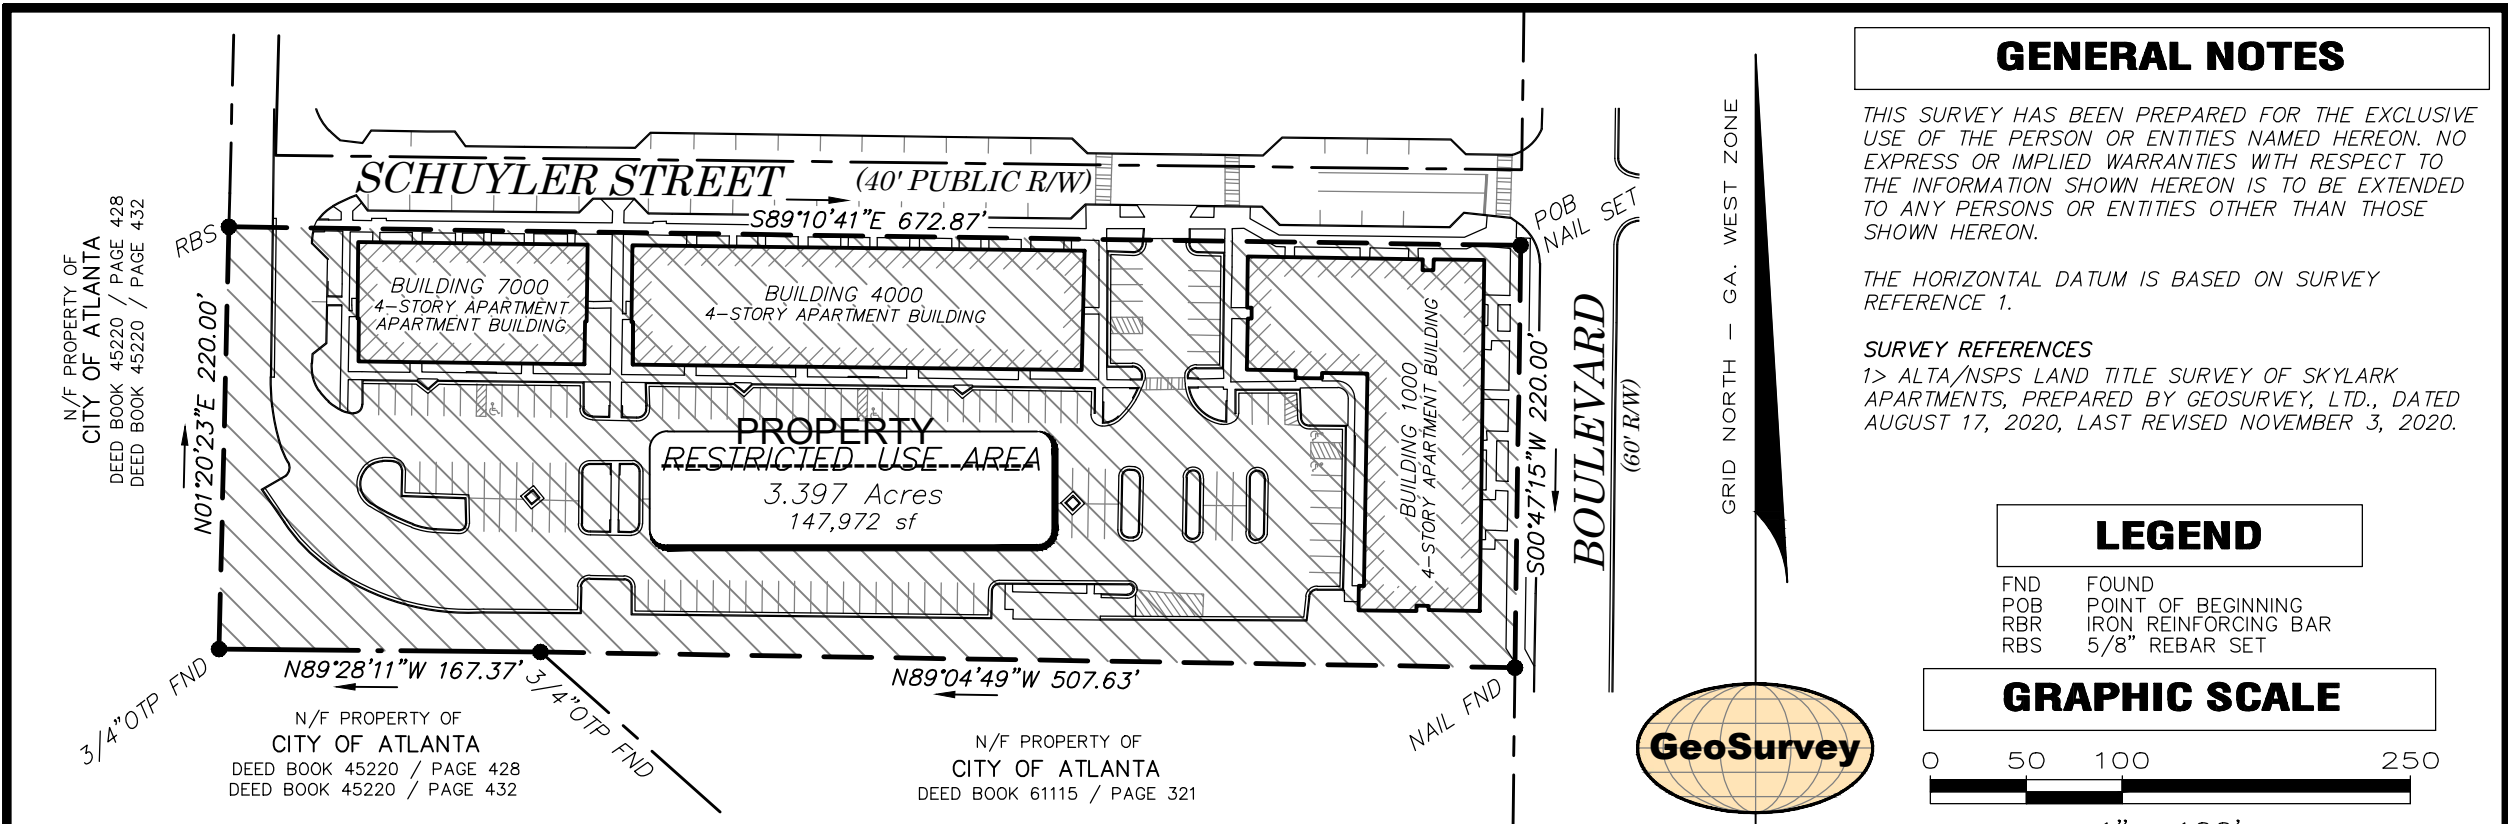 SCHUYLER STREET (40' PUBLIC R/W)
S89°10'41"E 672.87'
POB
NAIL SET
RBS
N/F PROPERTY OF
CITY OF ATLANTA
DEED BOOK 45220 / PAGE 428
DEED BOOK 45220 / PAGE 432
N01°20'23"E 220.00'
BUILDING 7000
4-STORY APARTMENT
APARTMENT BUILDING
BUILDING 4000
4-STORY APARTMENT BUILDING
BUILDING 1000
4-STORY APARTMENT BUILDING
PROPERTY
RESTRICTED USE AREA
3.397 Acres
147,972 sf
S00°47'15"W 220.00'
BOULEVARD
(60' R/W)
N89°28'11"W 167.37'
N89°04'49"W 507.63'
3/4"OTP FND
3/4"OTP FND
NAIL FND
N/F PROPERTY OF
CITY OF ATLANTA
DEED BOOK 45220 / PAGE 428
DEED BOOK 45220 / PAGE 432
N/F PROPERTY OF
CITY OF ATLANTA
DEED BOOK 61115 / PAGE 321
GRID NORTH - GA. WEST ZONE
GeoSurvey
GENERAL NOTES
THIS SURVEY HAS BEEN PREPARED FOR THE EXCLUSIVE
USE OF THE PERSON OR ENTITIES NAMED HEREON. NO
EXPRESS OR IMPLIED WARRANTIES WITH RESPECT TO
THE INFORMATION SHOWN HEREON IS TO BE EXTENDED
TO ANY PERSONS OR ENTITIES OTHER THAN THOSE
SHOWN HEREON.
THE HORIZONTAL DATUM IS BASED ON SURVEY
REFERENCE 1.
SURVEY REFERENCES
1> ALTA/NSPS LAND TITLE SURVEY OF SKYLARK
APARTMENTS, PREPARED BY GEOSURVEY, LTD., DATED
AUGUST 17, 2020, LAST REVISED NOVEMBER 3, 2020.
LEGEND
FND FOUND
POB POINT OF BEGINNING
RBR IRON REINFORCING BAR
RBS 5/8" REBAR SET
GRAPHIC SCALE
0 50 100 250